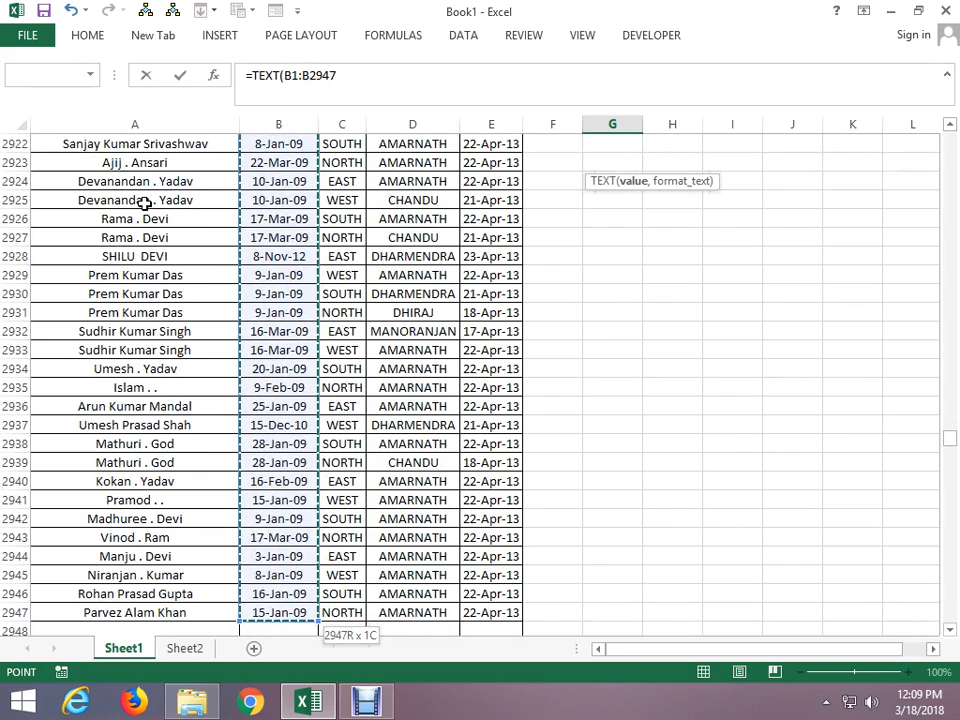 Book1 - Excel
?
FILE HOME New Tab INSERT PAGE LAYOUT FORMULAS DATA REVIEW VIEW DEVELOPER Sign in
fx =TEXT(B1:B2947
A B C D E F G H I J K L
2922 Sanjay Kumar Srivashwav 8-Jan-09 SOUTH AMARNATH 22-Apr-13
2923 Ajij . Ansari 22-Mar-09 NORTH AMARNATH 22-Apr-13
2924 Devanandan . Yadav 10-Jan-09 EAST AMARNATH 22-Apr-13 TEXT(value, format_text)
2925 Devanandan . Yadav 10-Jan-09 WEST CHANDU 21-Apr-13
2926 Rama . Devi 17-Mar-09 SOUTH AMARNATH 22-Apr-13
2927 Rama . Devi 17-Mar-09 NORTH CHANDU 21-Apr-13
2928 SHILU DEVI 8-Nov-12 EAST DHARMENDRA 23-Apr-13
2929 Prem Kumar Das 9-Jan-09 WEST AMARNATH 22-Apr-13
2930 Prem Kumar Das 9-Jan-09 SOUTH DHARMENDRA 21-Apr-13
2931 Prem Kumar Das 9-Jan-09 NORTH DHIRAJ 18-Apr-13
2932 Sudhir Kumar Singh 16-Mar-09 EAST MANORANJAN 17-Apr-13
2933 Sudhir Kumar Singh 16-Mar-09 WEST AMARNATH 22-Apr-13
2934 Umesh . Yadav 20-Jan-09 SOUTH AMARNATH 22-Apr-13
2935 Islam . . 9-Feb-09 NORTH AMARNATH 22-Apr-13
2936 Arun Kumar Mandal 25-Jan-09 EAST AMARNATH 22-Apr-13
2937 Umesh Prasad Shah 15-Dec-10 WEST DHARMENDRA 21-Apr-13
2938 Mathuri . God 28-Jan-09 SOUTH AMARNATH 22-Apr-13
2939 Mathuri . God 28-Jan-09 NORTH CHANDU 18-Apr-13
2940 Kokan . Yadav 16-Feb-09 EAST AMARNATH 22-Apr-13
2941 Pramod . . 15-Jan-09 WEST AMARNATH 22-Apr-13
2942 Madhuree . Devi 9-Jan-09 SOUTH AMARNATH 22-Apr-13
2943 Vinod . Ram 17-Mar-09 NORTH AMARNATH 22-Apr-13
2944 Manju . Devi 3-Jan-09 EAST AMARNATH 22-Apr-13
2945 Niranjan . Kumar 8-Jan-09 WEST AMARNATH 22-Apr-13
2946 Rohan Prasad Gupta 16-Jan-09 SOUTH AMARNATH 22-Apr-13
2947 Parvez Alam Khan 15-Jan-09 NORTH AMARNATH 22-Apr-13
2948 2947R x 1C
Sheet1 Sheet2
POINT 100%
12:09 PM
3/18/2018